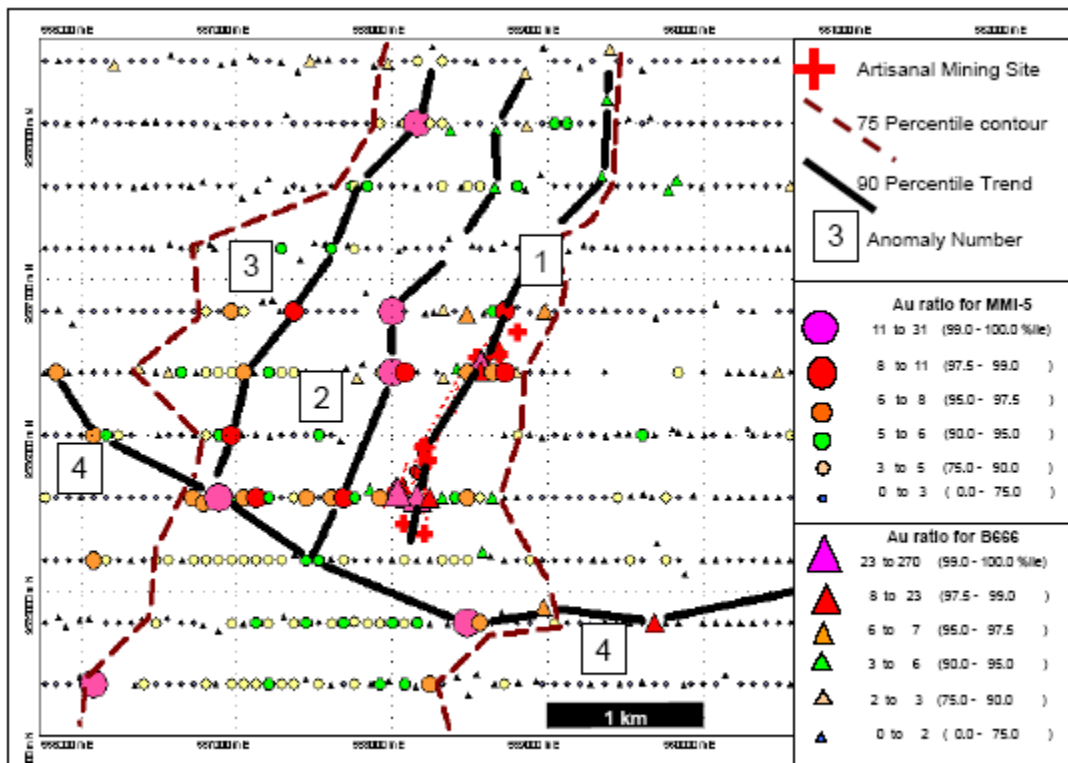 Artisanal Mining Site
75 Percentile contour
90 Percentile Trend
3 Anomaly Number
1
3
2
4
4
1 km
Au ratio for MMI-5
11 to 31 (99.0 - 100.0 %ile)
8 to 11 (97.5 - 99.0 )
6 to 8 (95.0 - 97.5 )
5 to 6 (90.0 - 95.0 )
3 to 5 (75.0 - 90.0 )
0 to 3 ( 0.0 - 75.0 )
Au ratio for B666
23 to 270 (99.0 - 100.0 %ile)
8 to 23 (97.5 - 99.0 )
6 to 7 (95.0 - 97.5 )
3 to 6 (90.0 - 95.0 )
2 to 3 (75.0 - 90.0 )
0 to 2 ( 0.0 - 75.0 )